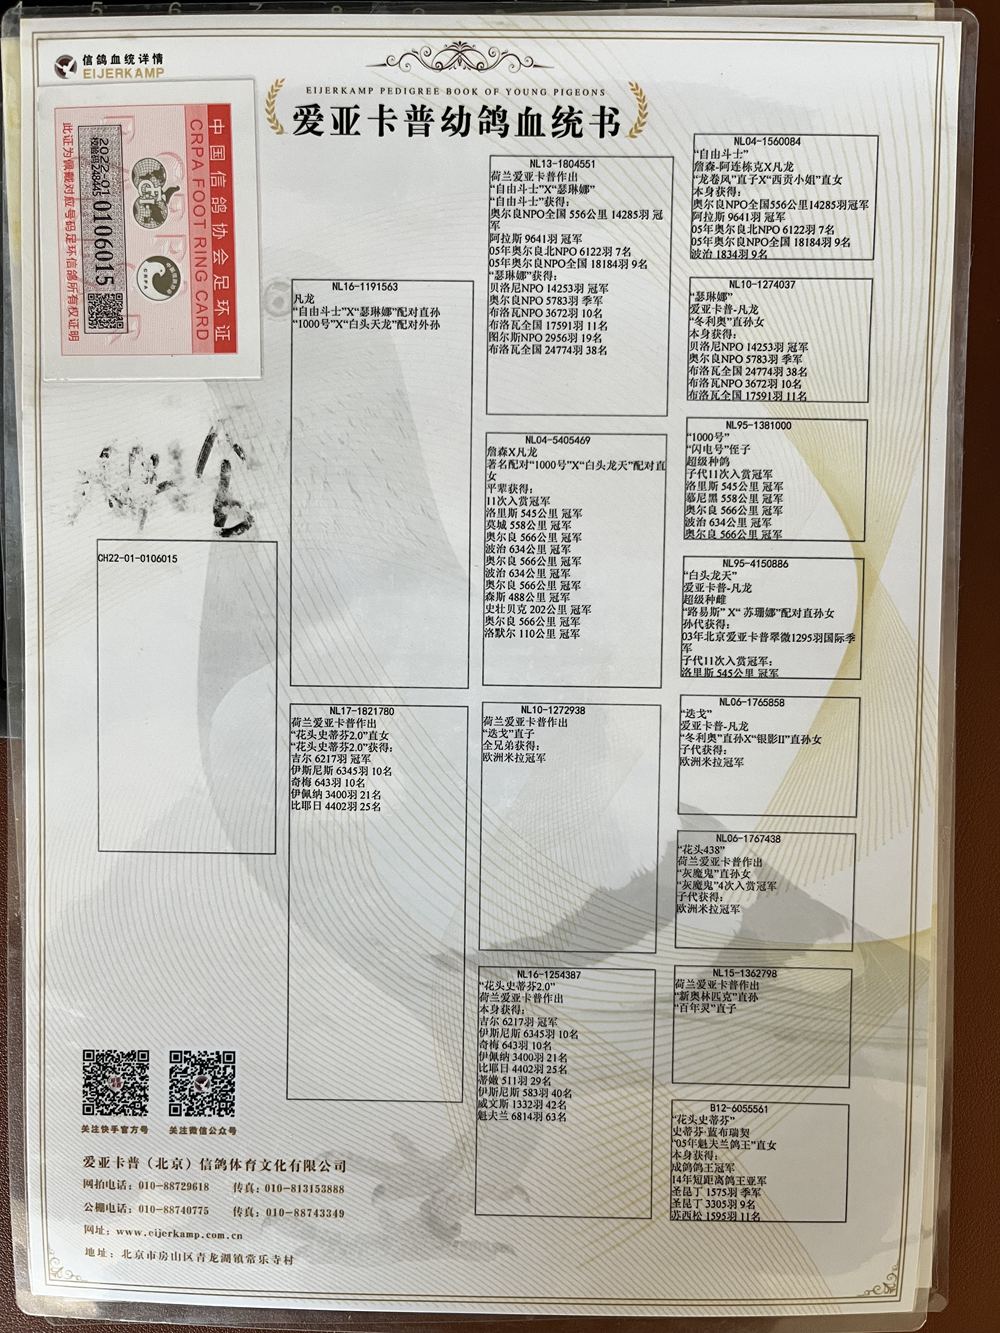 信鸽血统详情
EIJERKAMP
EIJERKAMP PEDIGREE BOOK OF YOUNG PIGEONS
爱亚卡普幼鸽血统书
中国信鸽协会足环证
CRPA FOOT RING CARD
2022-01 0106015
此证为佩戴对应号码足环信鸽所有权证明
CH22-01-0106015
NL16-1191563
凡龙
“自由号士”X“瑟琳娜”配对直孙
“1000号”X“白头天龙”配对外孙
NL17-1821780
荷兰爱亚卡普作出
“花头史蒂芬2.0”直女
“花头史蒂芬2.0”获得:
吉尔 6217羽 冠军
伊斯尼斯 6345羽 10名
奇梅 643羽 10名
伊佩纳 3400羽 21名
比耶日 4402羽 25名
NL13-1804551
荷兰爱亚卡普作出
“自由斗士”X“瑟琳娜”
“自由斗士”获得:
奥尔良NPO全国 556公里 14285羽 冠
军
阿拉斯 9641羽 冠军
05年奥尔良北NPO 6122羽 7名
05年奥尔良NPO全国 18184羽 9名
“瑟琳娜”获得:
贝洛尼NPO 14253羽 冠军
奥尔良NPO 5783羽 季军
布洛瓦NPO 3672羽 10名
布洛瓦全国 17591羽 11名
图尔斯NPO 2956羽 19名
布洛瓦全国 24774羽 38名
NL04-5405469
詹森X凡龙
著名配对“1000号”X“白头龙天”配对直
女
平辈获得:
11次入赏冠军
洛里斯 545公里 冠军
莫城 558公里 冠军
奥尔良 566公里 冠军
波治 634公里 冠军
奥尔良 566公里 冠军
波治 634公里 冠军
奥尔良 566公里 冠军
森斯 488公里 冠军
史壮贝克 202公里 冠军
奥尔良 566公里 冠军
洛默尔 110公里 冠军
NL10-1272938
荷兰爱亚卡普作出
“迭戈”直子
全兄弟获得:
欧洲米拉冠军
NL16-1254387
“花头史蒂芬2.0”
荷兰爱亚卡普作出
本身获得:
吉尔 6217羽 冠军
伊斯尼斯 6345羽 10名
奇梅 643羽 10名
伊佩纳 3400羽 21名
比耶日 4402羽 25名
蒂嫩 511羽 29名
伊斯尼斯 583羽 40名
威文斯 1332羽 42名
魁夫兰 6814羽 63名
NL04-1560084
“自由斗士”
詹森-阿连栋克X凡龙
“龙卷风”直子X“西贡小姐”直女
本身获得:
奥尔良NPO全国556公里14285羽冠军
阿拉斯 9641羽 冠军
05年奥尔良北NPO 6122羽 7名
05年奥尔良NPO全国 18184羽 9名
波治 1834羽 9名
NL10-1274037
“瑟琳娜”
爱亚卡普-凡龙
“冬利奥”直孙女
本身获得:
贝洛尼NPO 14253羽 冠军
奥尔良NPO 5783羽 季军
布洛瓦全国 24774羽 38名
布洛瓦NPO 3672羽 10名
布洛瓦全国 17591羽 11名
NL95-1381000
“1000号”
“闪电号”侄子
超级种鸽
子代11次入赏冠军
洛里斯 545公里 冠军
慕尼黑 558公里 冠军
奥尔良 566公里 冠军
波治 634公里 冠军
奥尔良 566公里 冠军
NL95-4150886
“白头龙天”
爱亚卡普-凡龙
超级种雌
“路易斯” X“ 苏珊娜”配对直孙女
孙代获得:
03年北京爱亚卡普翠微1295羽国际季
军
子代11次入赏冠军:
洛里斯 545公里 冠军
NL06-1765858
“迭戈”
爱亚卡普-凡龙
“冬利奥”直孙X“银影II”直孙女
子代获得:
欧洲米拉冠军
NL06-1767438
“花头438”
荷兰爱亚卡普作出
“灰魔鬼”直孙女
“灰魔鬼”4次入赏冠军
子代获得:
欧洲米拉冠军
NL15-1362798
荷兰爱亚卡普作出
“新奥林匹克”直孙
“百年灵”直子
B12-6055561
“花头史蒂芬”
史蒂芬·蓝布瑞契
“05年魁夫兰鸽王”直女
本身获得:
成鸽鸽王冠军
14年短距离鸽王亚军
圣昆丁 1575羽 季军
圣昆丁 3305羽 9名
苏西松 1595羽 11名
关注快手官方号
关注微信公众号
爱亚卡普（北京）信鸽体育文化有限公司
网拍电话：010-88729618 传真：010-813153888
公棚电话：010-88740775 传真：010-88743349
网址：www.eijerkamp.com.cn
地址：北京市房山区青龙湖镇常乐寺村